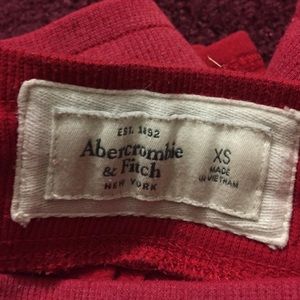 EST. 1892
Abercrombie
& Fitch
NEW YORK
XS
MADE
IN VIETNAM